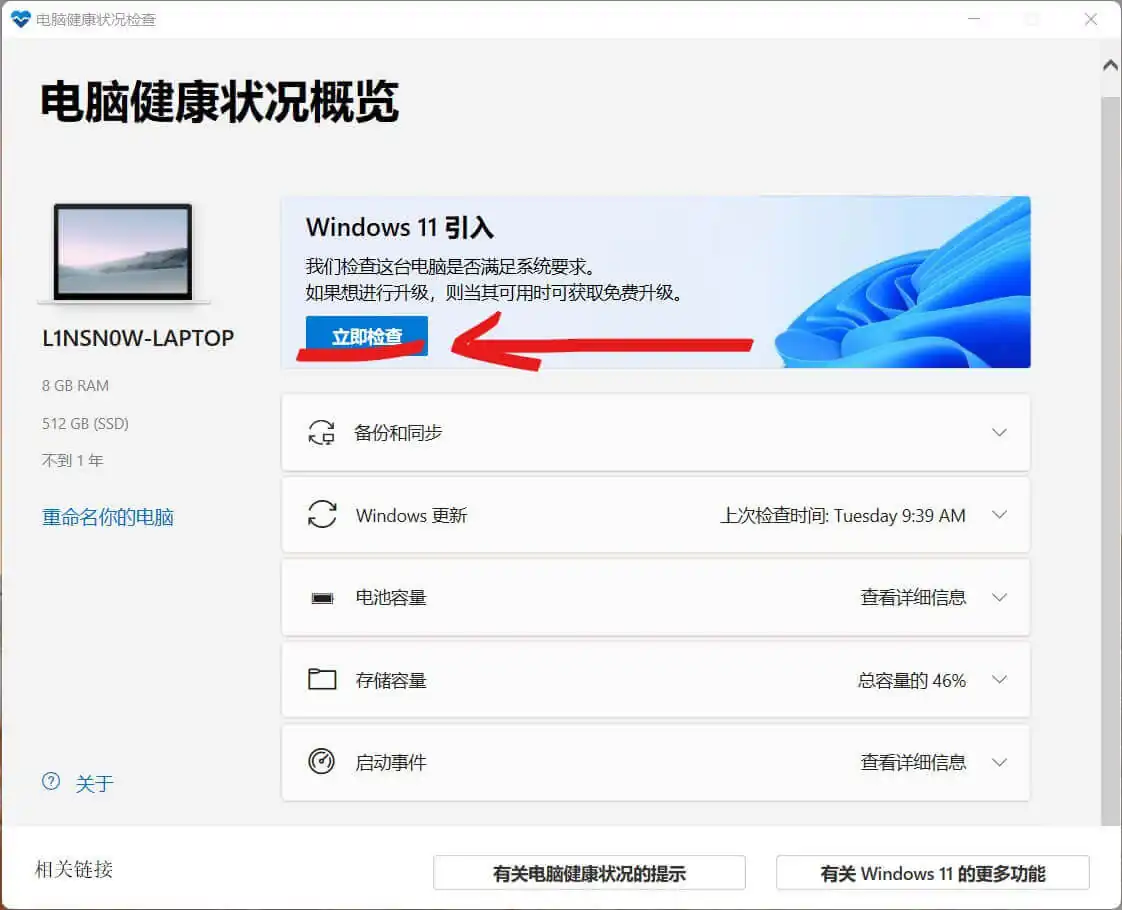 电脑健康状况检查
电脑健康状况概览
L1NSN0W-LAPTOP
8 GB RAM
512 GB (SSD)
不到 1 年
重命名你的电脑
关于
Windows 11 引入
我们检查这台电脑是否满足系统要求。
如果想进行升级，则当其可用时可获取免费升级。
立即检查
备份和同步
Windows 更新 上次检查时间: Tuesday 9:39 AM
电池容量 查看详细信息
存储容量 总容量的 46%
启动事件 查看详细信息
相关链接
有关电脑健康状况的提示
有关 Windows 11 的更多功能